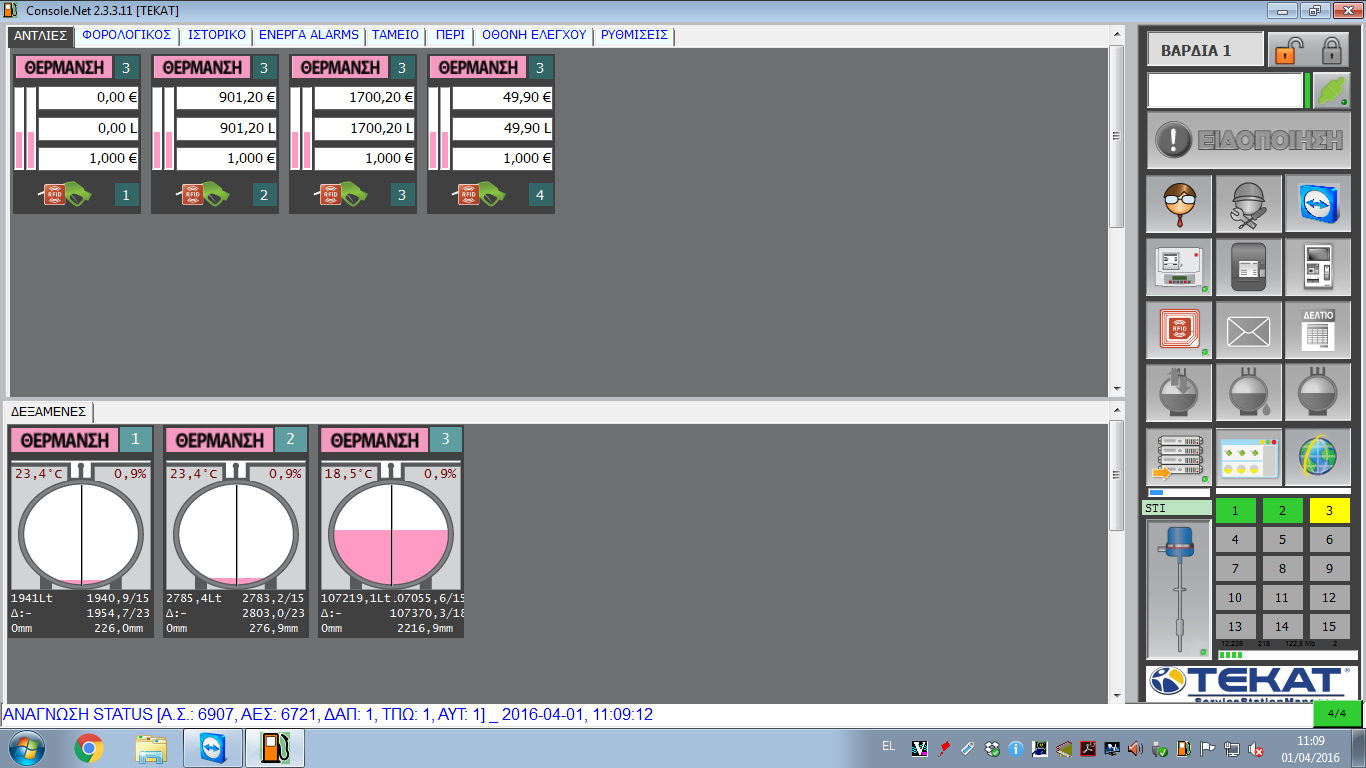 Console.Net 2.3.3.11 [TEKAT]
ΑΝΤΛΙΕΣ ΦΟΡΟΛΟΓΙΚΟΣ ΙΣΤΟΡΙΚΟ ΕΝΕΡΓΑ ALARMS ΤΑΜΕΙΟ ΠΕΡΙ ΟΘΟΝΗ ΕΛΕΓΧΟΥ ΡΥΘΜΙΣΕΙΣ
ΘΕΡΜΑΝΣΗ 3 ΘΕΡΜΑΝΣΗ 3 ΘΕΡΜΑΝΣΗ 3 ΘΕΡΜΑΝΣΗ 3
0,00 € 901,20 € 1700,20 € 49,90 €
0,00 L 901,20 L 1700,20 L 49,90 L
1,000 € 1,000 € 1,000 € 1,000 €
RFID 1 RFID 2 RFID 3 RFID 4
ΔΕΞΑΜΕΝΕΣ
ΘΕΡΜΑΝΣΗ 1 ΘΕΡΜΑΝΣΗ 2 ΘΕΡΜΑΝΣΗ 3
23,4°C 0,9% 23,4°C 0,9% 18,5°C 0,9%
1941Lt 1940,9/15 2785,4Lt 2783,2/15 107219,1Lt .07055,6/15
Δ:- 1954,7/23 Δ:- 2803,0/23 Δ:- 107370,3/18
0mm 226,0mm 0mm 276,9mm 0mm 2216,9mm
ΒΑΡΔΙΑ 1
ΕΙΔΟΠΟΙΗΣΗ
RFID
ΔΕΛΤΙΟ
STI
1 2 3
4 5 6
7 8 9
10 11 12
13 14 15
12:239 218 122,8 Mb 2
TEKAT
ServiceStationManager
ΑΝΑΓΝΩΣΗ STATUS [Α.Σ.: 6907, ΑΕΣ: 6721, ΔΑΠ: 1, ΤΠΩ: 1, ΑΥΤ: 1] _ 2016-04-01, 11:09:12
4/4
EL
11:09
01/04/2016